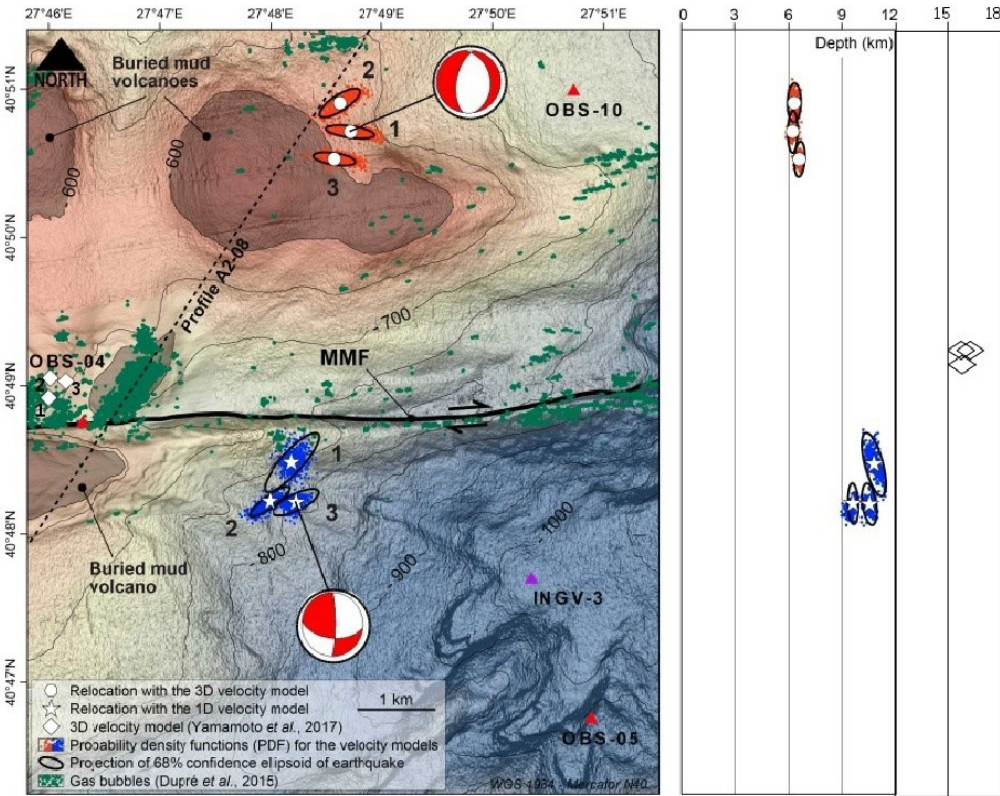 27°46'E 27°47'E 27°48'E 27°49'E 27°50'E 27°51'E
0 3 6 9 12 15 18
Depth (km)
40°51'N
40°50'N
40°49'N
40°48'N
40°47'N
NORTH
Buried mud
volcanoes
2
1
3
OBS-10
600
600
Profile A2-08
-700
MMF
OBS-04
2
3
1
1
2
3
-800
-900
-1000
Buried mud
volcano
INGV-3
OBS-05
Relocation with the 3D velocity model
Relocation with the 1D velocity model
3D velocity model (Yamamoto et al., 2017)
Probability density functions (PDF) for the velocity models
Projection of 68% confidence ellipsoid of earthquake
Gas bubbles (Dupré et al., 2015)
1 km
WGS 1984 - Mercator N40